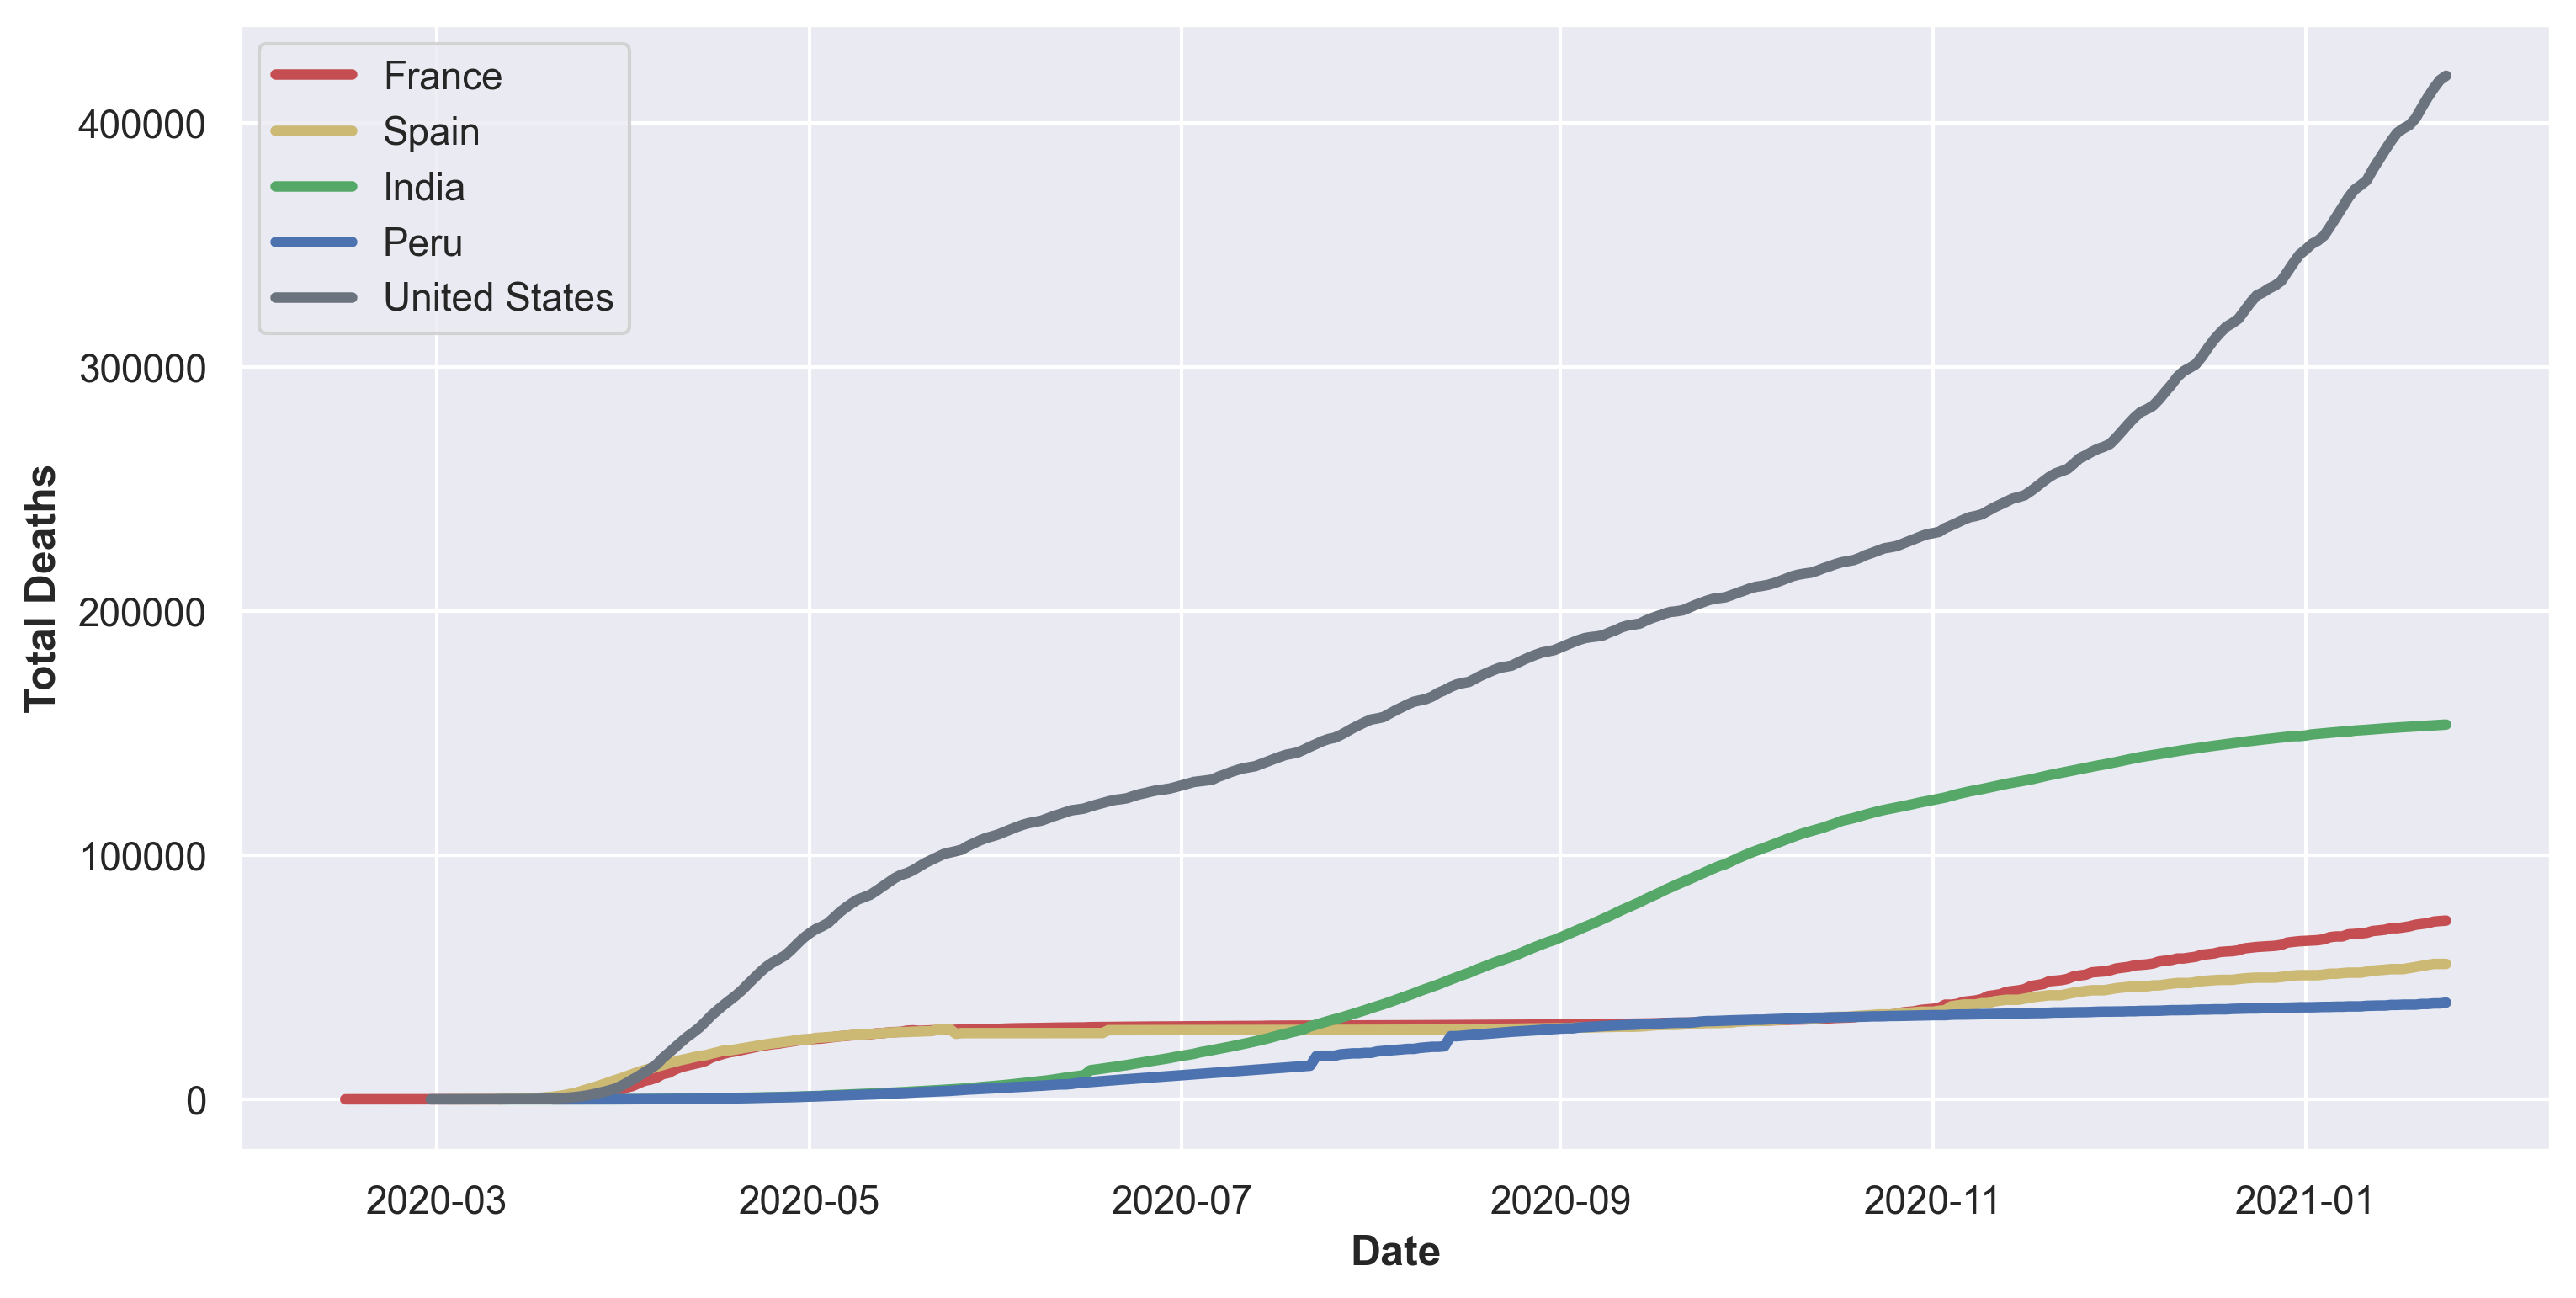 France
Spain
India
Peru
United States
400000
300000
200000
100000
0
Total Deaths
2020-03 2020-05 2020-07 2020-09 2020-11 2021-01
Date